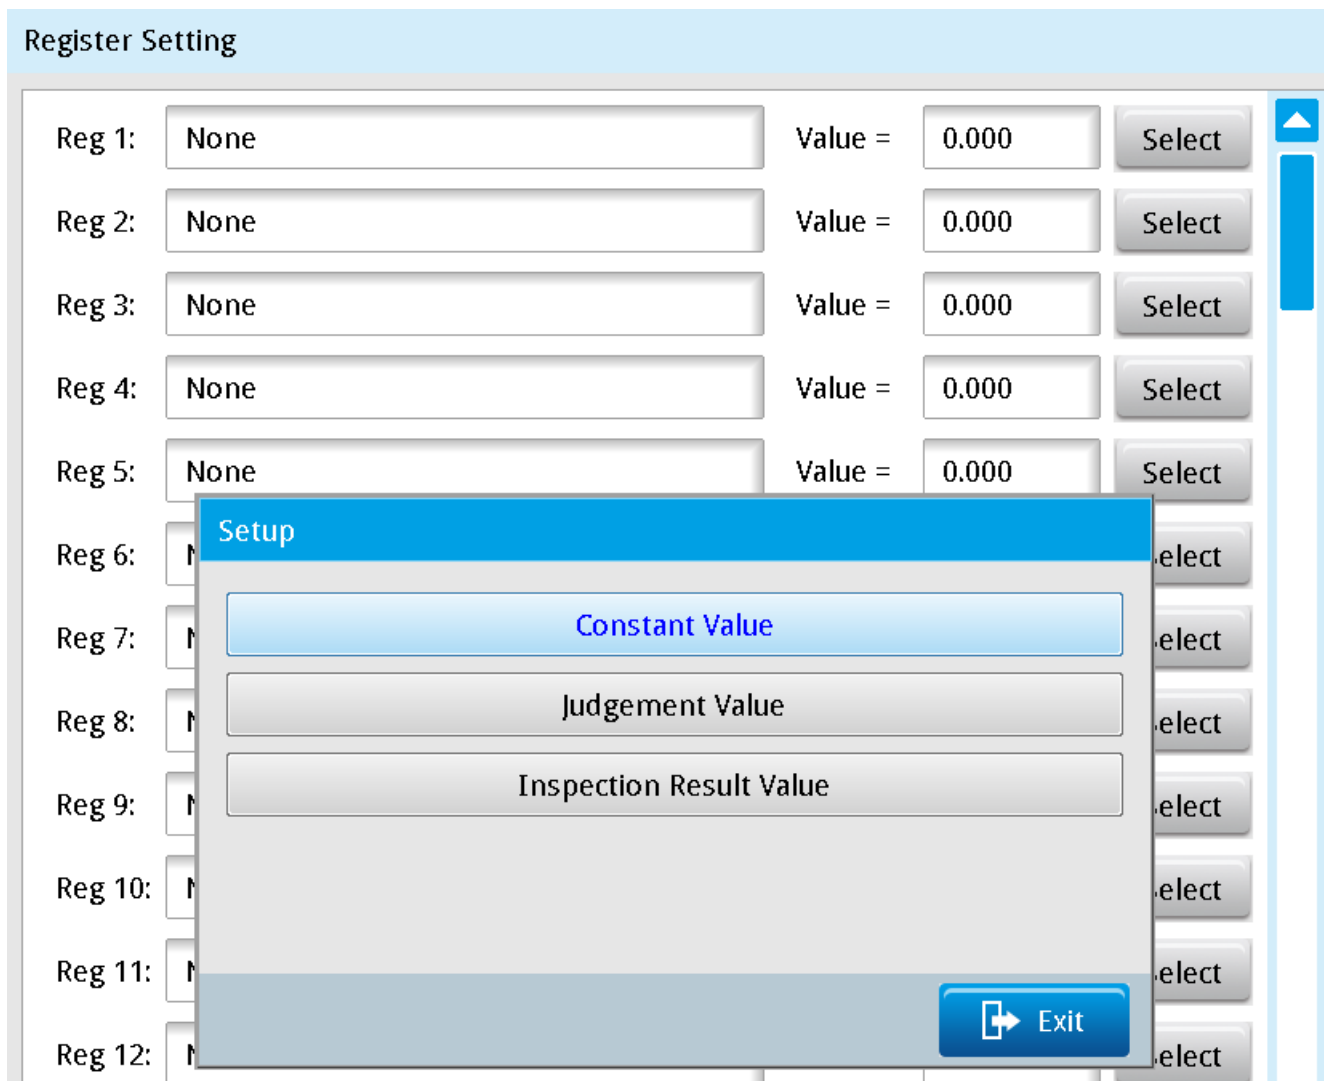 Register Setting
Reg 1: None Value = 0.000 Select
Reg 2: None Value = 0.000 Select
Reg 3: None Value = 0.000 Select
Reg 4: None Value = 0.000 Select
Reg 5: None Value = 0.000 Select
Setup
Reg 6:
Constant Value
Reg 7:
Judgement Value
Reg 8:
Inspection Result Value
Reg 9:
Reg 10:
Reg 11:
Exit
Reg 12: